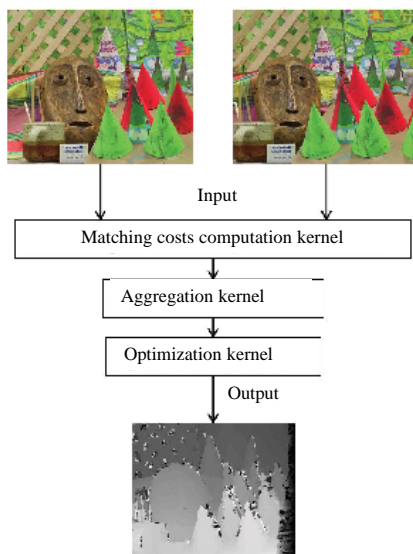 Input
Matching costs computation kernel
Aggregation kernel
Optimization kernel
Output